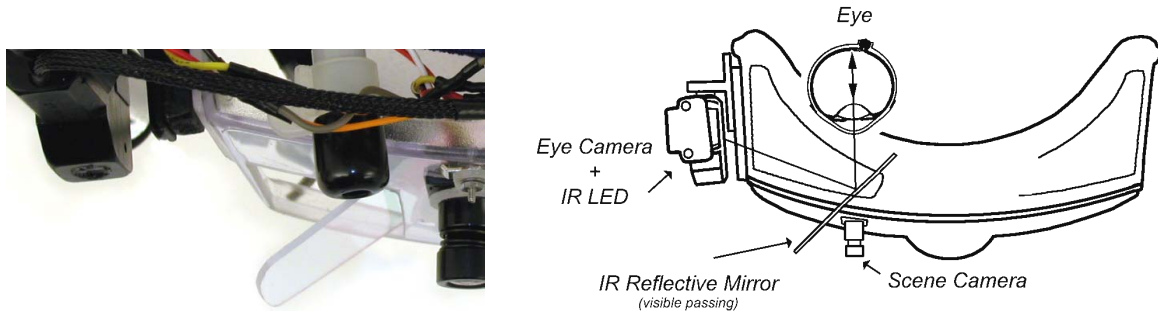 Eye
Eye Camera
+
IR LED
IR Reflective Mirror
(visible passing)
Scene Camera